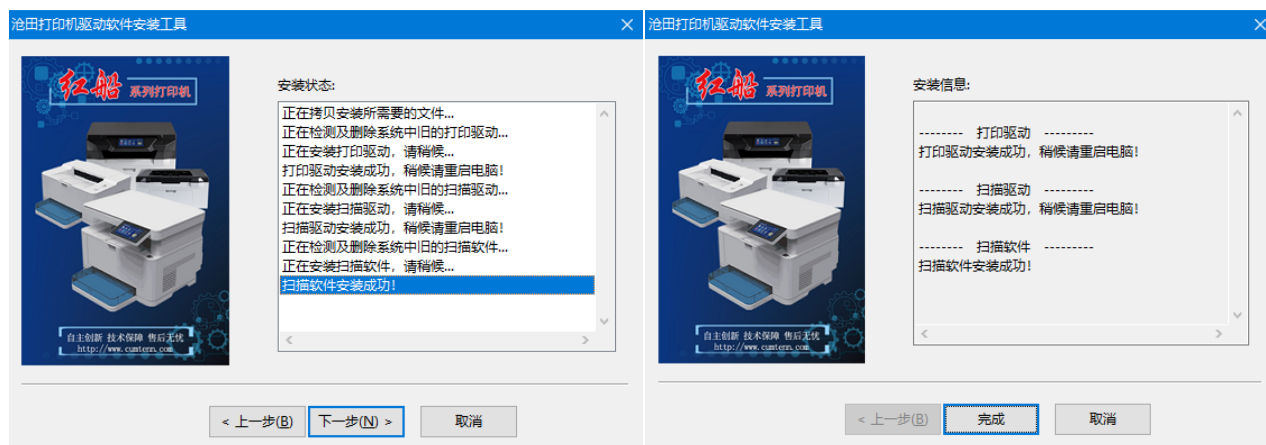 沧田打印机驱动软件安装工具
红船 系列打印机
自主创新 技术保障 售后无忧
http://www.cumtenn.com
安装状态:
正在拷贝安装所需要的文件...
正在检测及删除系统中旧的打印驱动...
正在安装打印驱动，请稍候...
打印驱动安装成功，稍候请重启电脑!
正在检测及删除系统中旧的扫描驱动...
正在安装扫描驱动，请稍候...
扫描驱动安装成功，稍候请重启电脑!
正在检测及删除系统中旧的扫描软件...
正在安装扫描软件，请稍候...
扫描软件安装成功!
< 上一步(B)
下一步(N) >
取消
沧田打印机驱动软件安装工具
红船 系列打印机
自主创新 技术保障 售后无忧
http://www.cumtenn.com
安装信息:
-------- 打印驱动 ---------
打印驱动安装成功，稍候请重启电脑!
-------- 扫描驱动 ---------
扫描驱动安装成功，稍候请重启电脑!
-------- 扫描软件 ---------
扫描软件安装成功!
< 上一步(B)
完成
取消